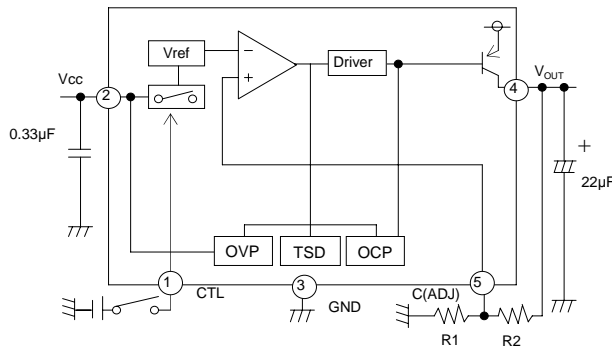 Vref
−
+
Driver
Vcc
2
4
VOUT
0.33μF
+
22μF
OVP
TSD
OCP
1
CTL
3
GND
C(ADJ)
5
R1
R2